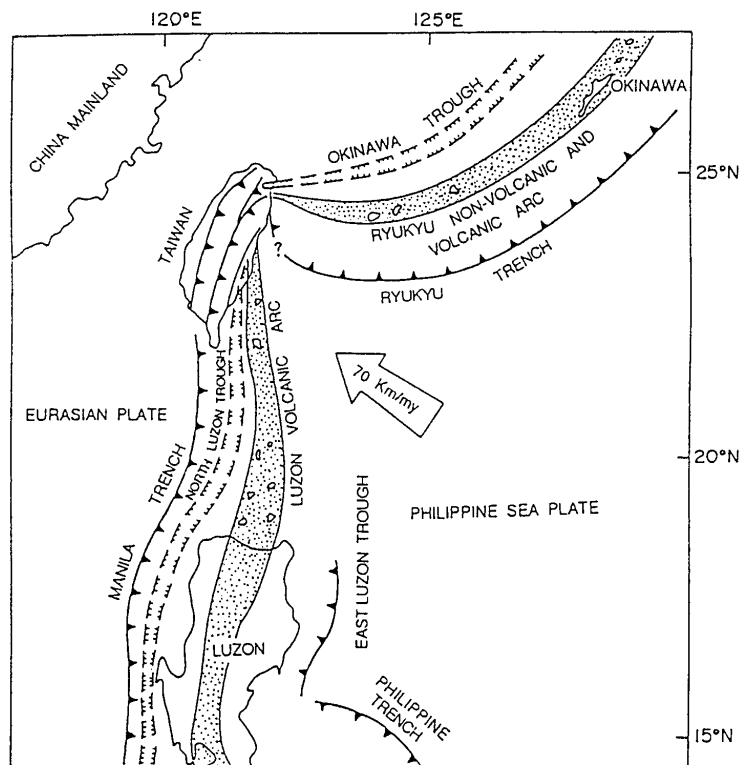 120°E
125°E
CHINA MAINLAND
OKINAWA TROUGH
OKINAWA
25°N
RYUKYU NON-VOLCANIC AND
VOLCANIC ARC
TAIWAN
?
RYUKYU TRENCH
LUZON VOLCANIC ARC
70 Km/my
EURASIAN PLATE
NORTH LUZON TROUGH
MANILA TRENCH
20°N
PHILIPPINE SEA PLATE
EAST LUZON TROUGH
LUZON
PHILIPPINE
TRENCH
15°N